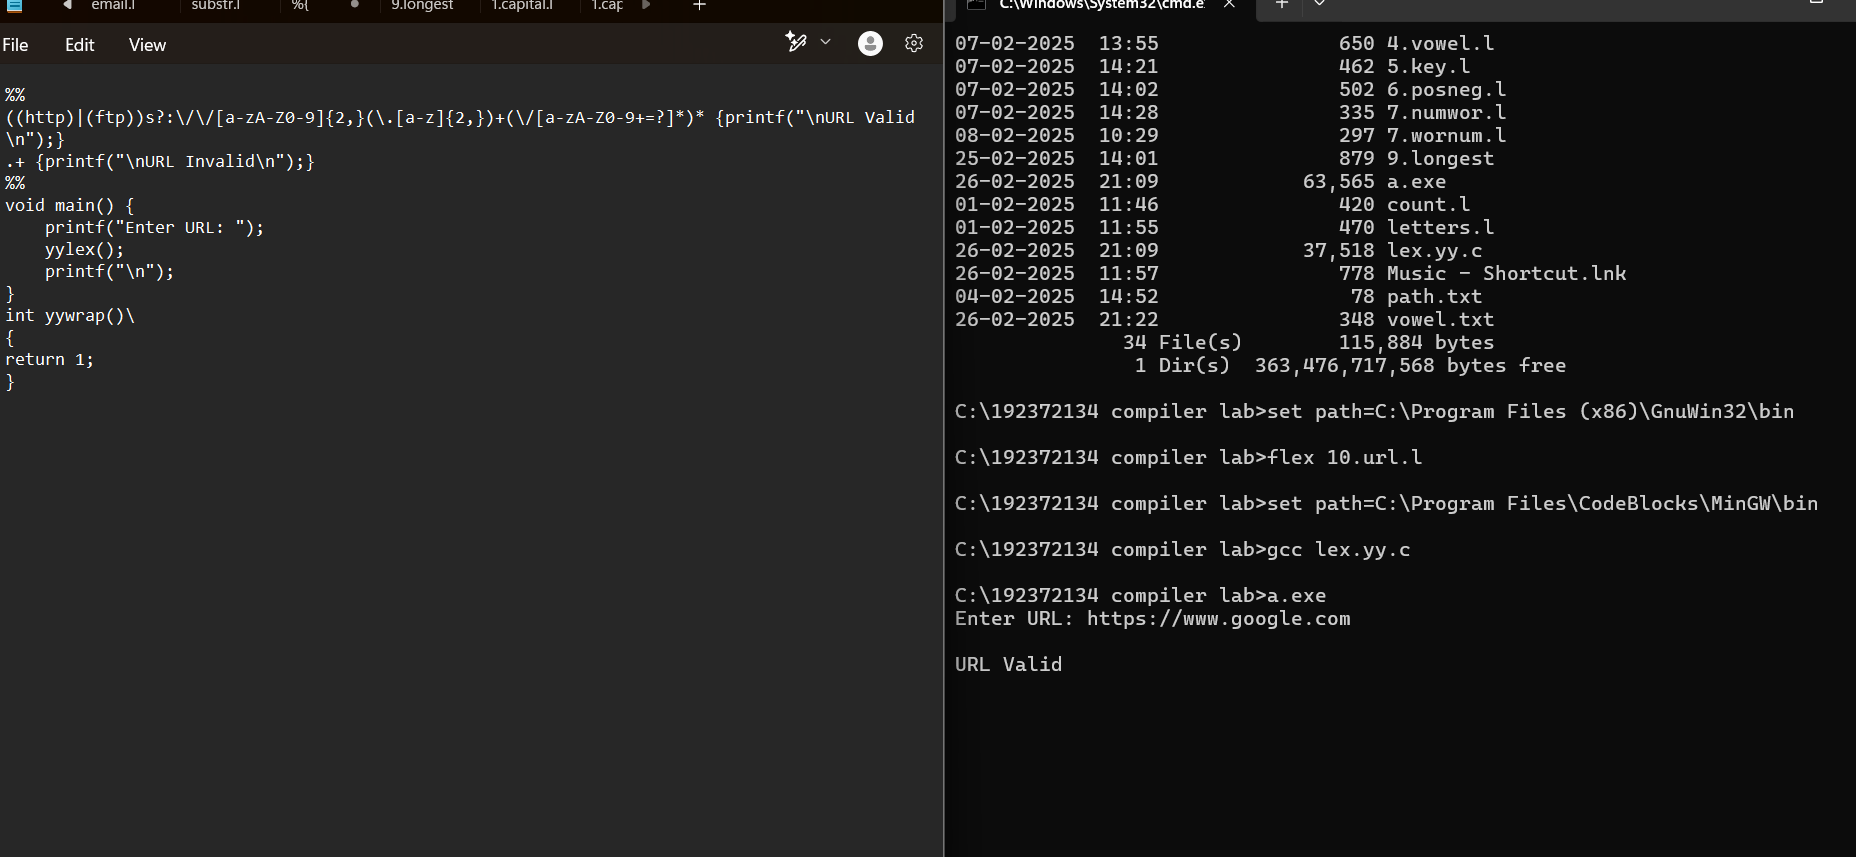 email.l substr.l %{ 9.longest 1.capital.l 1.cap
File Edit View
%%
((http)|(ftp))s?:\/\/[a-zA-Z0-9]{2,}(\.[a-z]{2,})+(\/[a-zA-Z0-9+=?]*)* {printf("\nURL Valid
\n");}
.+ {printf("\nURL Invalid\n");}
%%
void main() {
    printf("Enter URL: ");
    yylex();
    printf("\n");
}
int yywrap()\
{
return 1;
}
C:\Windows\System32\cmd.e
07-02-2025  13:55               650 4.vowel.l
07-02-2025  14:21               462 5.key.l
07-02-2025  14:02               502 6.posneg.l
07-02-2025  14:28               335 7.numwor.l
08-02-2025  10:29               297 7.wornum.l
25-02-2025  14:01               879 9.longest
26-02-2025  21:09            63,565 a.exe
01-02-2025  11:46               420 count.l
01-02-2025  11:55               470 letters.l
26-02-2025  21:09            37,518 lex.yy.c
26-02-2025  11:57               778 Music - Shortcut.lnk
04-02-2025  14:52                78 path.txt
26-02-2025  21:22               348 vowel.txt
              34 File(s)        115,884 bytes
               1 Dir(s)  363,476,717,568 bytes free
C:\192372134 compiler lab>set path=C:\Program Files (x86)\GnuWin32\bin
C:\192372134 compiler lab>flex 10.url.l
C:\192372134 compiler lab>set path=C:\Program Files\CodeBlocks\MinGW\bin
C:\192372134 compiler lab>gcc lex.yy.c
C:\192372134 compiler lab>a.exe
Enter URL: https://www.google.com
URL Valid